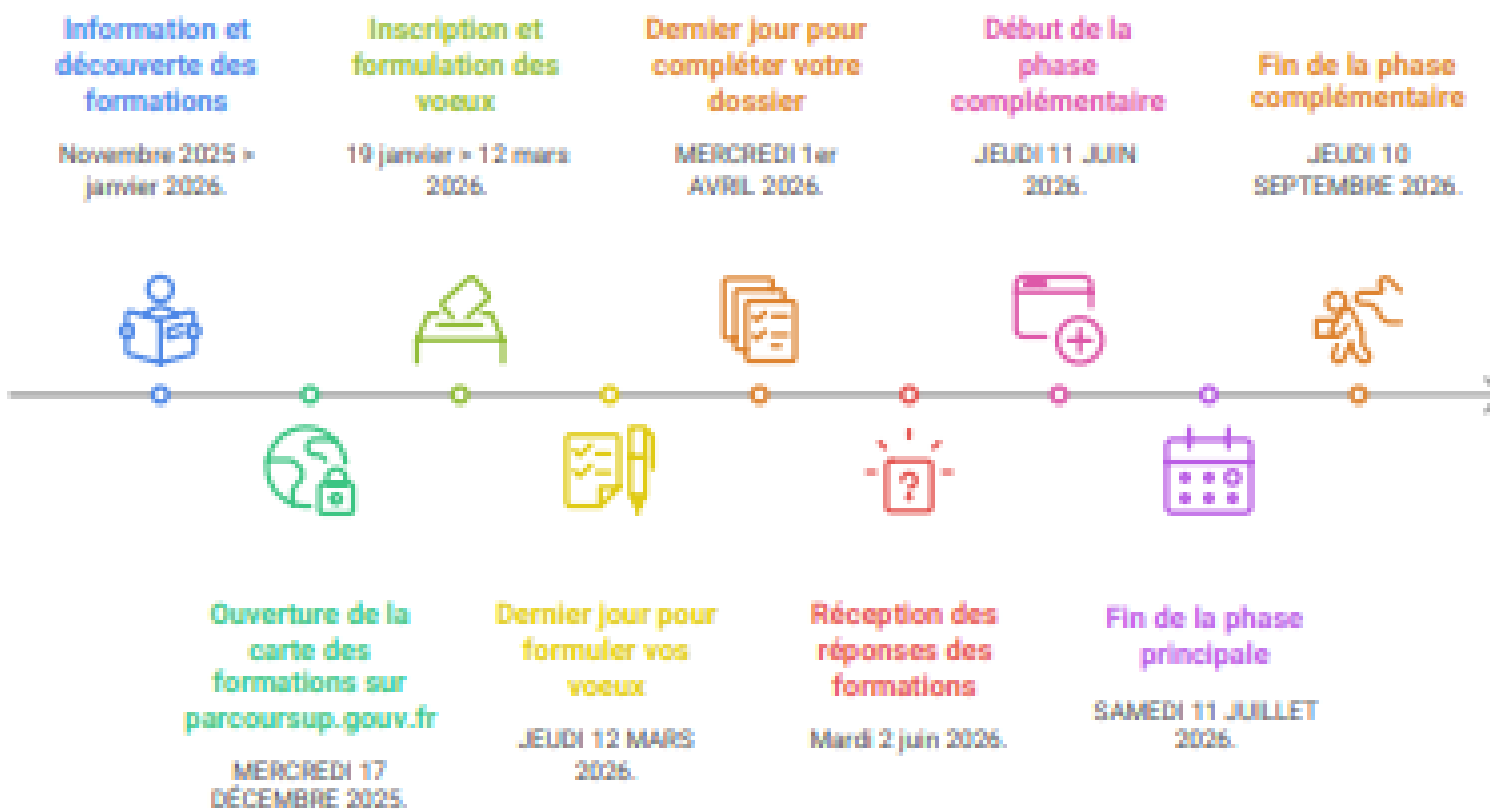 Information et
découverte des
formations
Novembre 2025 >
janvier 2026.
Inscription et
formulation des
voeux
19 janvier > 12 mars
2026.
Dernier jour pour
compléter votre
dossier
MERCREDI 1er
AVRIL 2026.
Début de la
phase
complémentaire
JEUDI 11 JUIN
2026.
Fin de la phase
complémentaire
JEUDI 10
SEPTEMBRE 2026.
?
Ouverture de la
carte des
formations sur
parcoursup.gouv.fr
MERCREDI 17
DÉCEMBRE 2025.
Dernier jour pour
formuler vos
voeux
JEUDI 12 MARS
2026.
Réception des
réponses des
formations
Mardi 2 juin 2026.
Fin de la phase
principale
SAMEDI 11 JUILLET
2026.